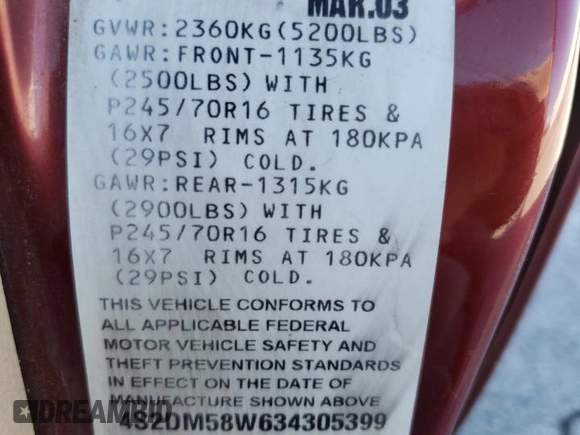 MAR.03
GVWR:2360KG(5200LBS)
GAWR:FRONT-1135KG
(2500LBS) WITH
P245/70R16 TIRES &
16X7 RIMS AT 180KPA
(29PSI) COLD.
GAWR:REAR-1315KG
(2900LBS) WITH
P245/70R16 TIRES &
16X7 RIMS AT 180KPA
(29PSI) COLD.
THIS VEHICLE CONFORMS TO
ALL APPLICABLE FEDERAL
MOTOR VEHICLE SAFETY AND
THEFT PREVENTION STANDARDS
IN EFFECT ON THE DATE OF
MANUFACTURE SHOWN ABOVE
4S2DM58W634305399
DREAMBID